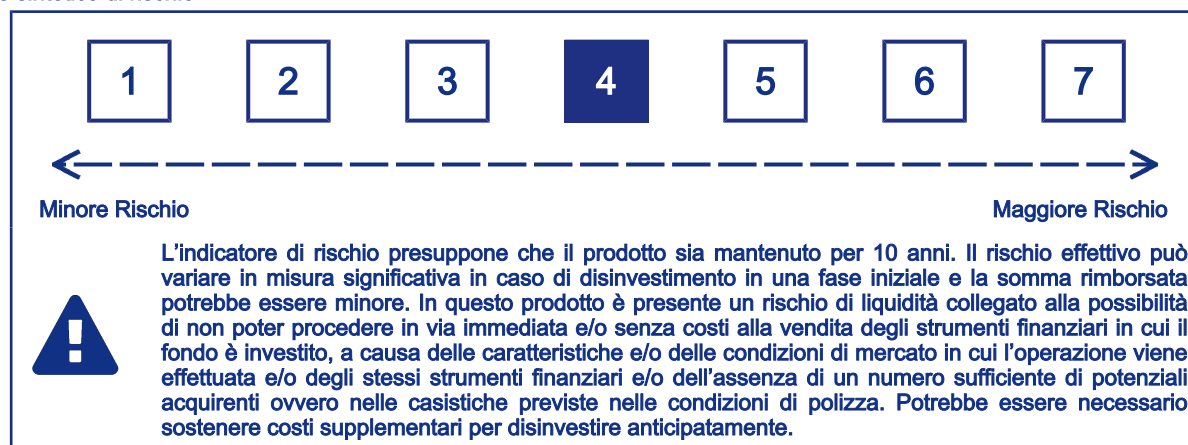 1 2 3 4 5 6 7
Minore Rischio Maggiore Rischio
L'indicatore di rischio presuppone che il prodotto sia mantenuto per 10 anni. Il rischio effettivo può
variare in misura significativa in caso di disinvestimento in una fase iniziale e la somma rimborsata
potrebbe essere minore. In questo prodotto è presente un rischio di liquidità collegato alla possibilità
di non poter procedere in via immediata e/o senza costi alla vendita degli strumenti finanziari in cui il
fondo è investito, a causa delle caratteristiche e/o delle condizioni di mercato in cui l'operazione viene
effettuata e/o degli stessi strumenti finanziari e/o dell'assenza di un numero sufficiente di potenziali
acquirenti ovvero nelle casistiche previste nelle condizioni di polizza. Potrebbe essere necessario
sostenere costi supplementari per disinvestire anticipatamente.